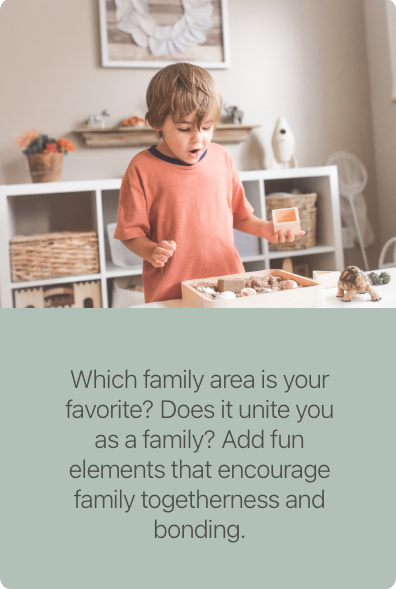 Which family area is your
favorite? Does it unite you
as a family? Add fun
elements that encourage
family togetherness and
bonding.